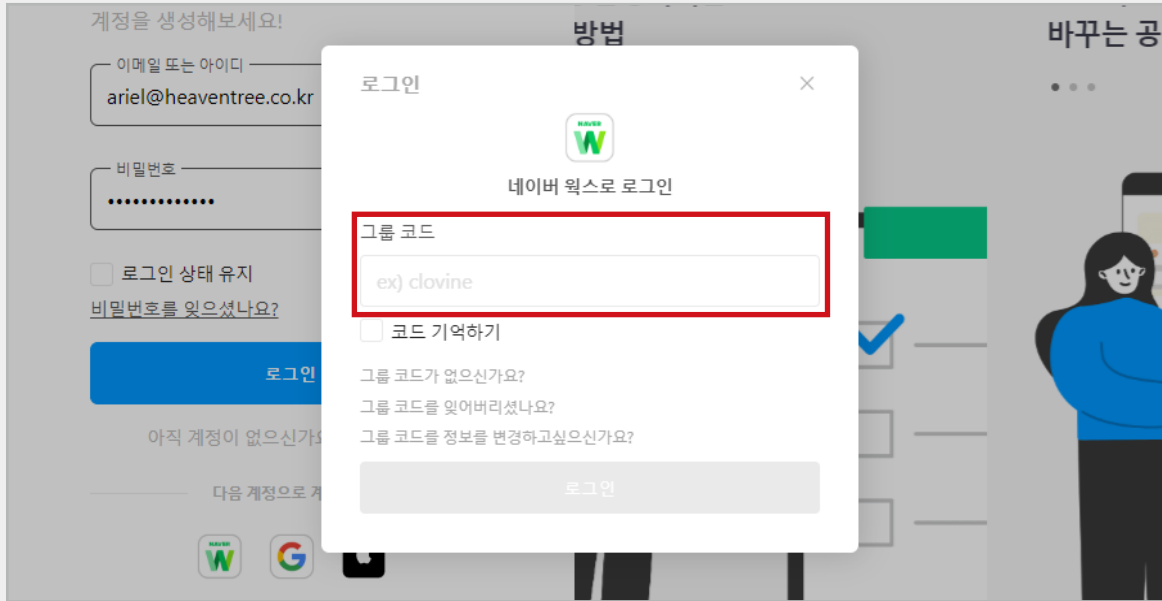 계정을 생성해보세요!
방법
바꾸는 공
이메일 또는 아이디
ariel@heaventree.co.kr
비밀번호
•••••••••••••
로그인 상태 유지
비밀번호를 잊으셨나요?
로그인
아직 계정이 없으신가요
다음 계정으로 계
NAVER
W
G
로그인
×
NAVER
W
네이버 웍스로 로그인
그룹 코드
ex) clovine
코드 기억하기
그룹 코드가 없으신가요?
그룹 코드를 잊어버리셨나요?
그룹 코드를 정보를 변경하고싶으신가요?
로그인